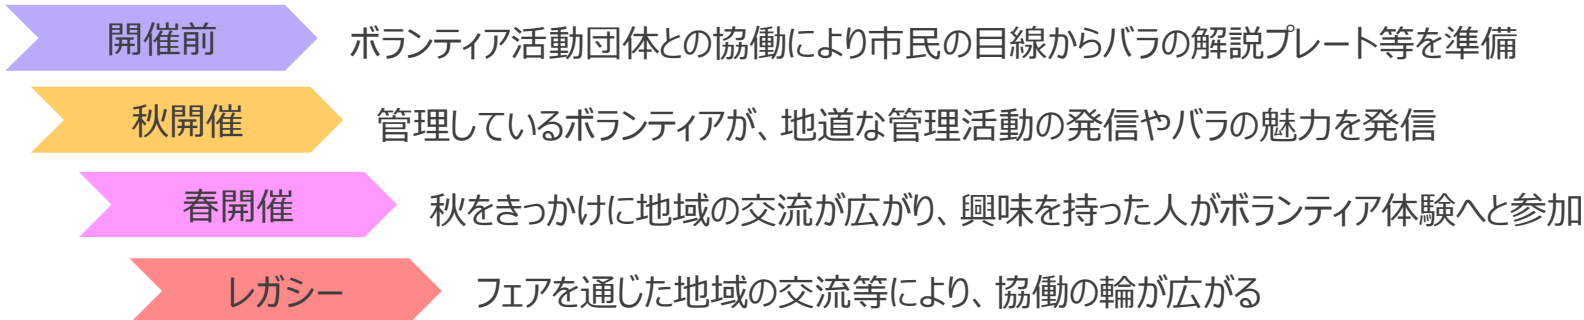 開催前 ボランティア活動団体との協働により市民の目線からバラの解説プレート等を準備
秋開催 管理しているボランティアが、地道な管理活動の発信やバラの魅力を発信
春開催 秋をきっかけに地域の交流が広がり、興味を持った人がボランティア体験へと参加
レガシー フェアを通じた地域の交流等により、協働の輪が広がる